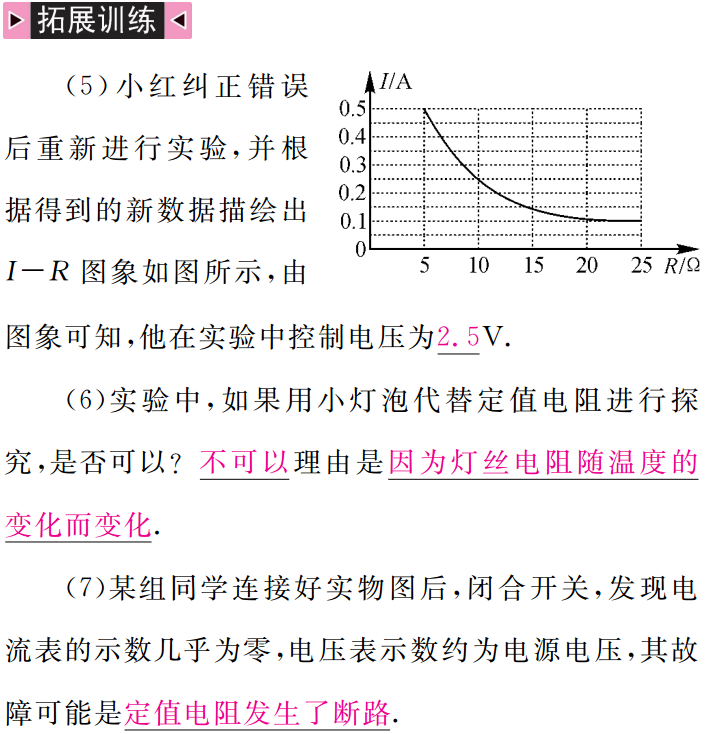 拓展训练
(5)小红纠正错误
后重新进行实验,并根
据得到的新数据描绘出
I-R 图象如图所示,由
I/A
0.5
0.4
0.3
0.2
0.1
0
5 10 15 20 25 R/Ω
图象可知,他在实验中控制电压为2.5V.
(6)实验中,如果用小灯泡代替定值电阻进行探
究,是否可以? 不可以理由是因为灯丝电阻随温度的
变化而变化.
(7)某组同学连接好实物图后,闭合开关,发现电
流表的示数几乎为零,电压表示数约为电源电压,其故
障可能是定值电阻发生了断路.